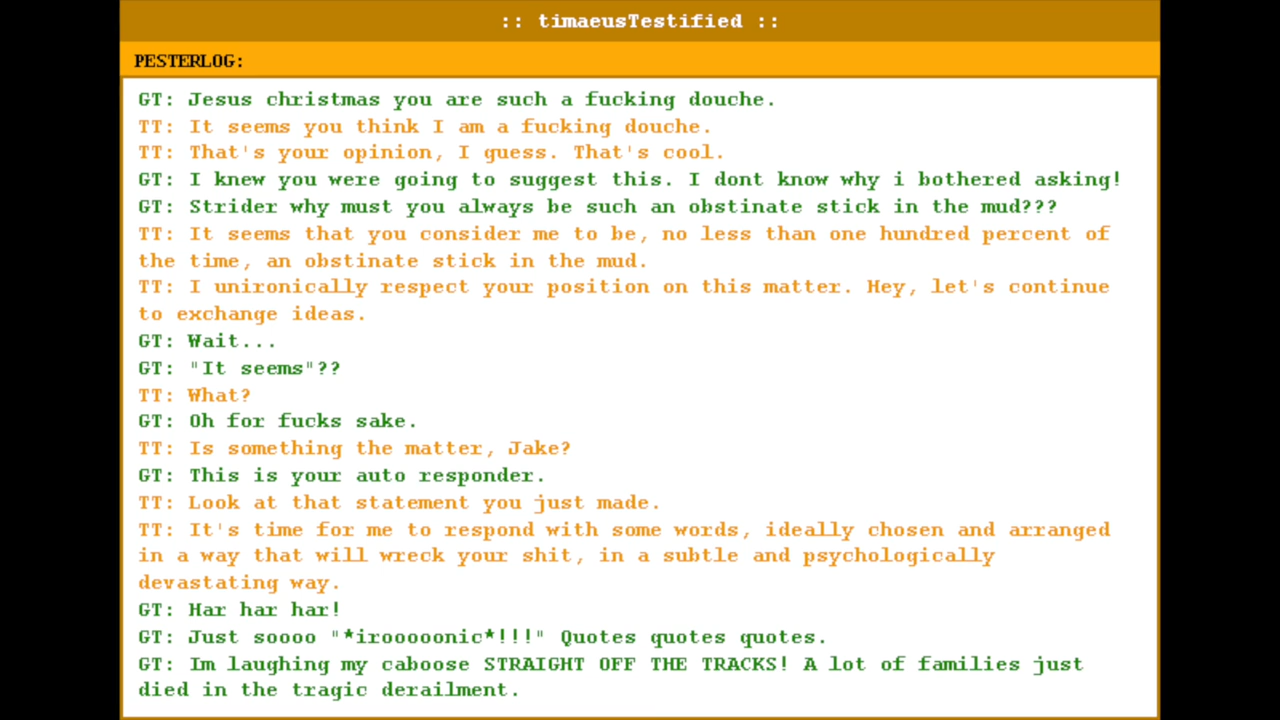 :: timaeusTestified ::
PESTERLOG:
GT: Jesus christmas you are such a fucking douche.
TT: It seems you think I am a fucking douche.
TT: That's your opinion, I guess. That's cool.
GT: I knew you were going to suggest this. I dont know why i bothered asking!
GT: Strider why must you always be such an obstinate stick in the mud???
TT: It seems that you consider me to be, no less than one hundred percent of
the time, an obstinate stick in the mud.
TT: I unironically respect your position on this matter. Hey, let's continue
to exchange ideas.
GT: Wait...
GT: "It seems"??
TT: What?
GT: Oh for fucks sake.
TT: Is something the matter, Jake?
GT: This is your auto responder.
TT: Look at that statement you just made.
TT: It's time for me to respond with some words, ideally chosen and arranged
in a way that will wreck your shit, in a subtle and psychologically
devastating way.
GT: Har har har!
GT: Just soooo "*irooooonic*!!!" Quotes quotes quotes.
GT: Im laughing my caboose STRAIGHT OFF THE TRACKS! A lot of families just
died in the tragic derailment.